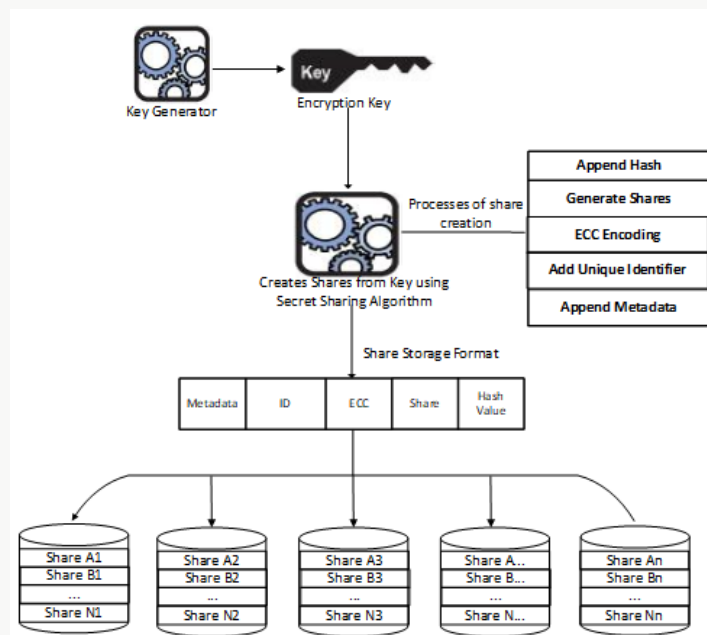 Key
Key Generator
Encryption Key
Processes of share
creation
Append Hash
Generate Shares
ECC Encoding
Add Unique Identifier
Append Metadata
Creates Shares from Key using
Secret Sharing Algorithm
Share Storage Format
Metadata
ID
ECC
Share
Hash
Value
Share A1
Share B1
...
Share N1
Share A2
Share B2
...
Share N2
Share A3
Share B3
...
Share N3
Share A...
Share B...
...
Share N...
Share An
Share Bn
...
Share Nn